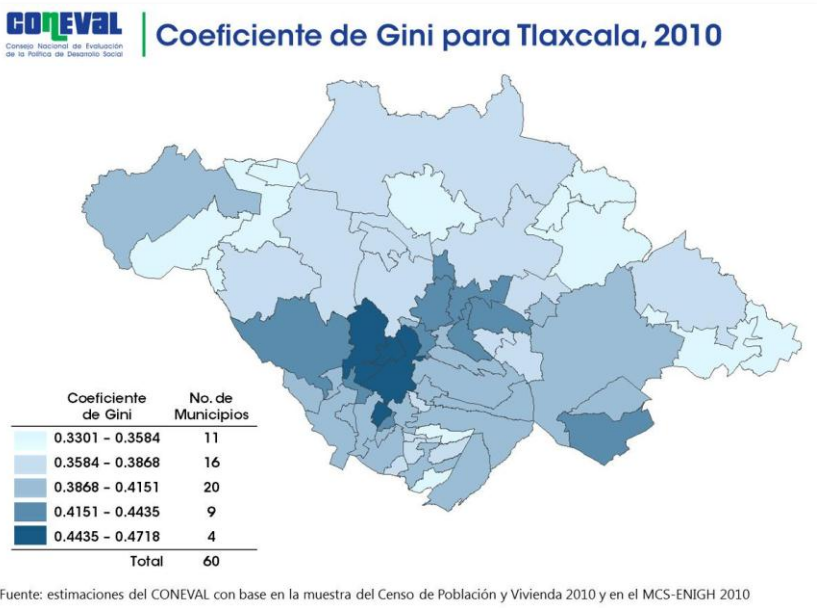 CONEVAL
Consejo Nacional de Evaluación
de la Política de Desarrollo Social
Coeficiente de Gini para Tlaxcala, 2010
Coeficiente de Gini No. de Municipios
0.3301 – 0.3584 11
0.3584 – 0.3868 16
0.3868 – 0.4151 20
0.4151 – 0.4435 9
0.4435 – 0.4718 4
Total 60
Fuente: estimaciones del CONEVAL con base en la muestra del Censo de Población y Vivienda 2010 y en el MCS-ENIGH 2010